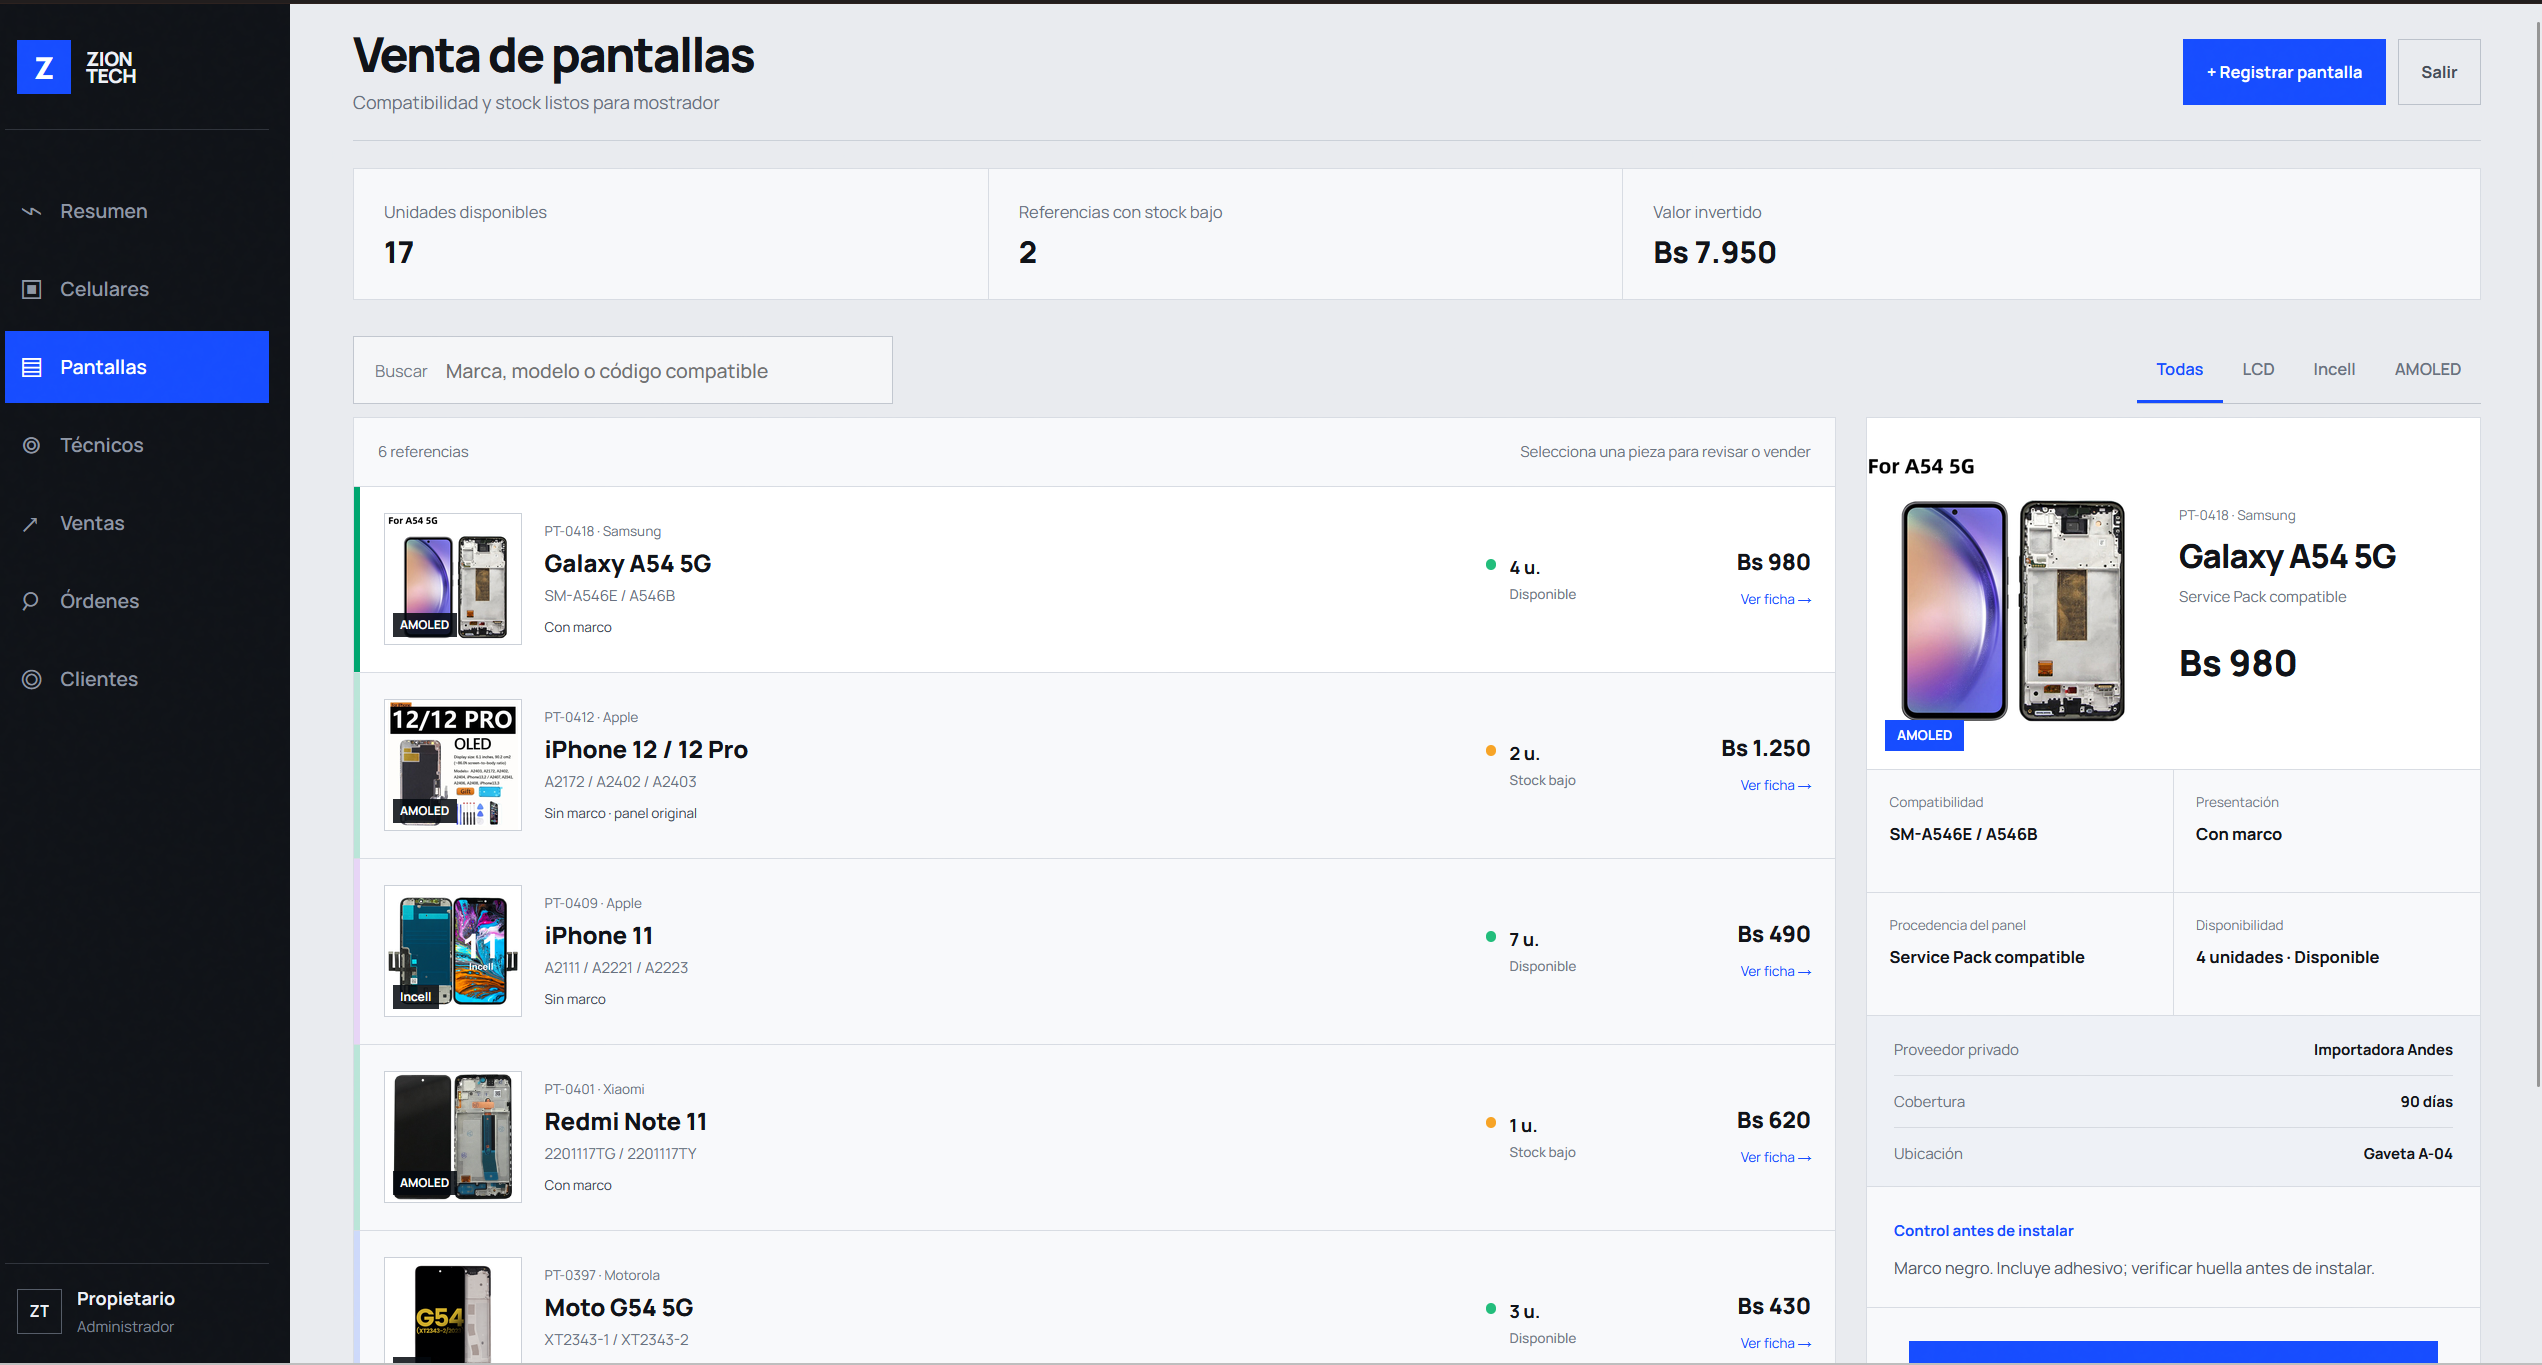 Z
ZION
TECH
Resumen
Celulares
Pantallas
Técnicos
Ventas
Órdenes
Clientes
ZT
Propietario
Administrador
Venta de pantallas
Compatibilidad y stock listos para mostrador
+ Registrar pantalla
Salir
Unidades disponibles
17
Referencias con stock bajo
2
Valor invertido
Bs 7.950
Buscar Marca, modelo o código compatible
Todas LCD Incell AMOLED
6 referencias
Selecciona una pieza para revisar o vender
For A54 5G
AMOLED
PT-0418 · Samsung
Galaxy A54 5G
SM-A546E / A546B
Con marco
4 u.
Disponible
Bs 980
Ver ficha →
12/12 PRO
OLED
AMOLED
PT-0412 · Apple
iPhone 12 / 12 Pro
A2172 / A2402 / A2403
Sin marco · panel original
2 u.
Stock bajo
Bs 1.250
Ver ficha →
11
Incell
Incell
PT-0409 · Apple
iPhone 11
A2111 / A2221 / A2223
Sin marco
7 u.
Disponible
Bs 490
Ver ficha →
AMOLED
PT-0401 · Xiaomi
Redmi Note 11
2201117TG / 2201117TY
Con marco
1 u.
Stock bajo
Bs 620
Ver ficha →
G54
PT-0397 · Motorola
Moto G54 5G
XT2343-1 / XT2343-2
3 u.
Disponible
Bs 430
Ver ficha →
For A54 5G
AMOLED
PT-0418 · Samsung
Galaxy A54 5G
Service Pack compatible
Bs 980
Compatibilidad
SM-A546E / A546B
Presentación
Con marco
Procedencia del panel
Service Pack compatible
Disponibilidad
4 unidades · Disponible
Proveedor privado Importadora Andes
Cobertura 90 días
Ubicación Gaveta A-04
Control antes de instalar
Marco negro. Incluye adhesivo; verificar huella antes de instalar.